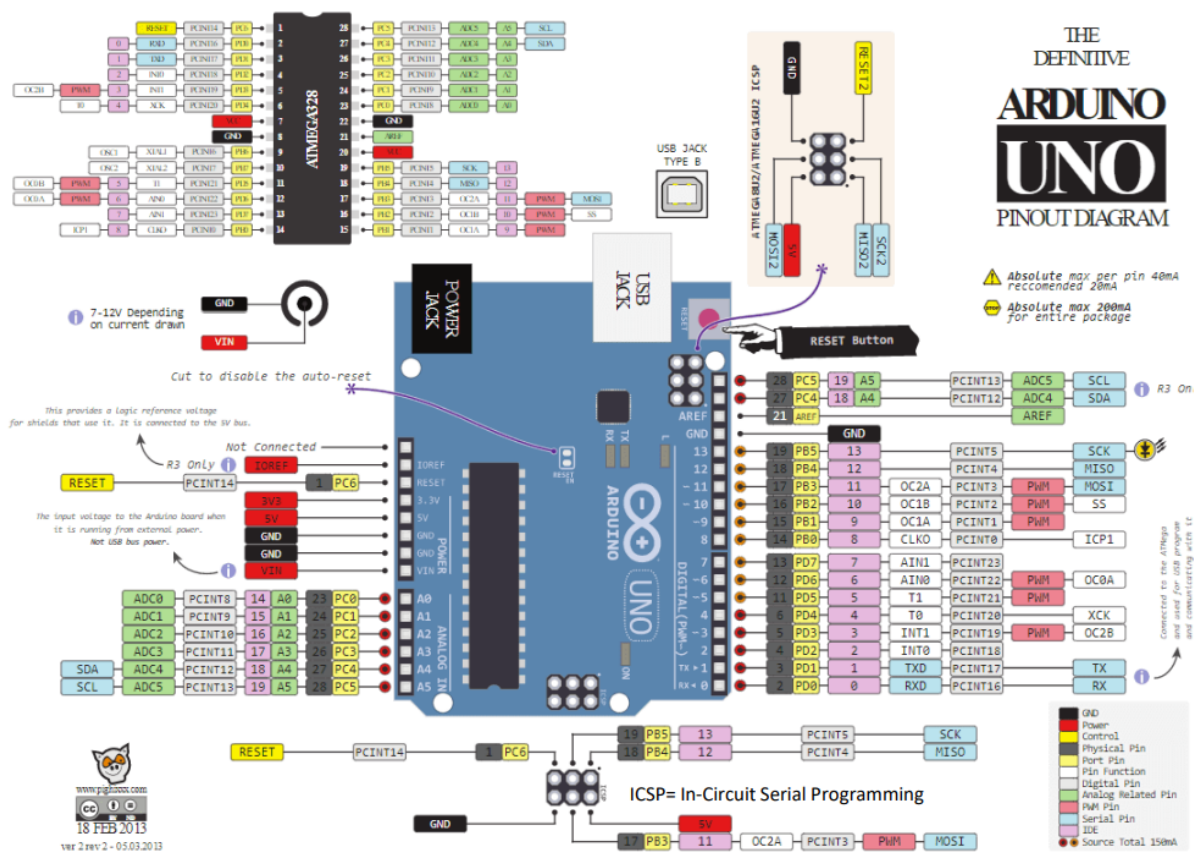 THE
DEFINITIVE
ARDUINO
UNO
PINOUT DIAGRAM
Absolute max per pin 40mA
reccomended 20mA
Absolute max 200mA
for entire package
ATMEGA328
RESET PCINT14 PC6 1
0 RXD PCINT16 PD0 2
1 TXD PCINT17 PD1 3
2 INT0 PCINT18 PD2 4
OC2B PWM 3 INT1 PCINT19 PD3 5
T0 4 XCK PCINT20 PD4 6
VCC 7
GND 8
OSC1 XTAL1 PCINT6 PB6 9
OSC2 XTAL2 PCINT7 PB7 10
OC0B PWM 5 T1 PCINT21 PD5 11
OC0A PWM 6 AIN0 PCINT22 PD6 12
7 AIN1 PCINT23 PD7 13
ICP1 8 CLKO PCINT0 PB0 14
28 PC5 PCINT13 ADC5 A5 SCL
27 PC4 PCINT12 ADC4 A4 SDA
26 PC3 PCINT11 ADC3 A3
25 PC2 PCINT10 ADC2 A2
24 PC1 PCINT9 ADC1 A1
23 PC0 PCINT8 ADC0 A0
22 GND
21 AREF
20 VCC
19 PB5 PCINT5 SCK 13
18 PB4 PCINT4 MISO 12
17 PB3 PCINT3 OC2A 11 PWM MOSI
16 PB2 PCINT2 OC1B 10 PWM SS
15 PB1 PCINT1 OC1A 9 PWM
USB JACK
TYPE B
ATMEGA8U2/ATMEGA16U2 ICSP
GND
RESET2
MOSI2
5V
MISO2
SCK2
7-12V Depending
on current drawn
GND
VIN
POWER
JACK
USB
JACK
RESET
RESET Button
Cut to disable the auto-reset
This provides a logic reference voltage
for shields that use it. It is connected to the 5V bus.
Not Connected
R3 Only
IOREF
RESET PCINT14 1 PC6
3V3
5V
GND
GND
VIN
The input voltage to the Arduino board when
it is running from external power.
Not USB bus power.
ADC0 PCINT8 14 A0 23 PC0
ADC1 PCINT9 15 A1 24 PC1
ADC2 PCINT10 16 A2 25 PC2
ADC3 PCINT11 17 A3 26 PC3
SDA ADC4 PCINT12 18 A4 27 PC4
SCL ADC5 PCINT13 19 A5 28 PC5
IOREF
RESET
3.3V
5V
GND
GND
VIN
POWER
A0
A1
A2
A3
A4
A5
ANALOG IN
RX
TX
L
RESET
EN
ARDUINO
UNO
ON
ICSP
AREF
GND
13
12
~11
~10
~9
8
7
~6
~5
4
~3
2
TX ► 1
RX ◄ 0
DIGITAL(PWM~)
28 PC5 19 A5 PCINT13 ADC5 SCL
R3 On
27 PC4 18 A4 PCINT12 ADC4 SDA
21 AREF AREF
GND
19 PB5 13 PCINT5 SCK
18 PB4 12 PCINT4 MISO
17 PB3 11 OC2A PCINT3 PWM MOSI
16 PB2 10 OC1B PCINT2 PWM SS
15 PB1 9 OC1A PCINT1 PWM
14 PB0 8 CLKO PCINT0 ICP1
13 PD7 7 AIN1 PCINT23
12 PD6 6 AIN0 PCINT22 PWM OC0A
11 PD5 5 T1 PCINT21 PWM
6 PD4 4 T0 PCINT20 XCK
5 PD3 3 INT1 PCINT19 PWM OC2B
4 PD2 2 INT0 PCINT18
3 PD1 1 TXD PCINT17 TX
2 PD0 0 RXD PCINT16 RX
Connected to the ATMega
and used for USB program
and communicating with it
RESET PCINT14 1 PC6
GND
19 PB5 13 PCINT5 SCK
18 PB4 12 PCINT4 MISO
ICSP
ICSP= In-Circuit Serial Programming
5V
17 PB3 11 OC2A PCINT3 PWM MOSI
GND
Power
Control
Physical Pin
Port Pin
Pin Function
Digital Pin
Analog Related Pin
PWM Pin
Serial Pin
IDE
Source Total 150mA
www.pighixxx.com
cc
18 FEB 2013
ver 2 rev 2 - 05.03.2013